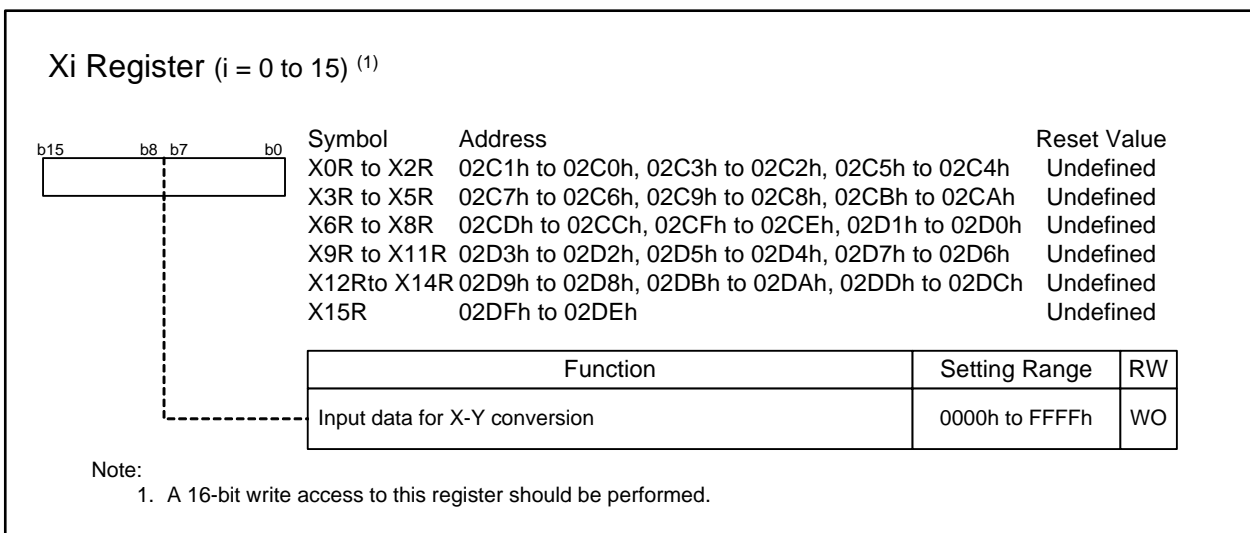 Xi Register (i = 0 to 15) (1)
b15 b8 b7 b0
Symbol Address Reset Value
X0R to X2R 02C1h to 02C0h, 02C3h to 02C2h, 02C5h to 02C4h Undefined
X3R to X5R 02C7h to 02C6h, 02C9h to 02C8h, 02CBh to 02CAh Undefined
X6R to X8R 02CDh to 02CCh, 02CFh to 02CEh, 02D1h to 02D0h Undefined
X9R to X11R 02D3h to 02D2h, 02D5h to 02D4h, 02D7h to 02D6h Undefined
X12Rto X14R 02D9h to 02D8h, 02DBh to 02DAh, 02DDh to 02DCh Undefined
X15R 02DFh to 02DEh Undefined
Function Setting Range RW
Input data for X-Y conversion 0000h to FFFFh WO
Note:
1. A 16-bit write access to this register should be performed.